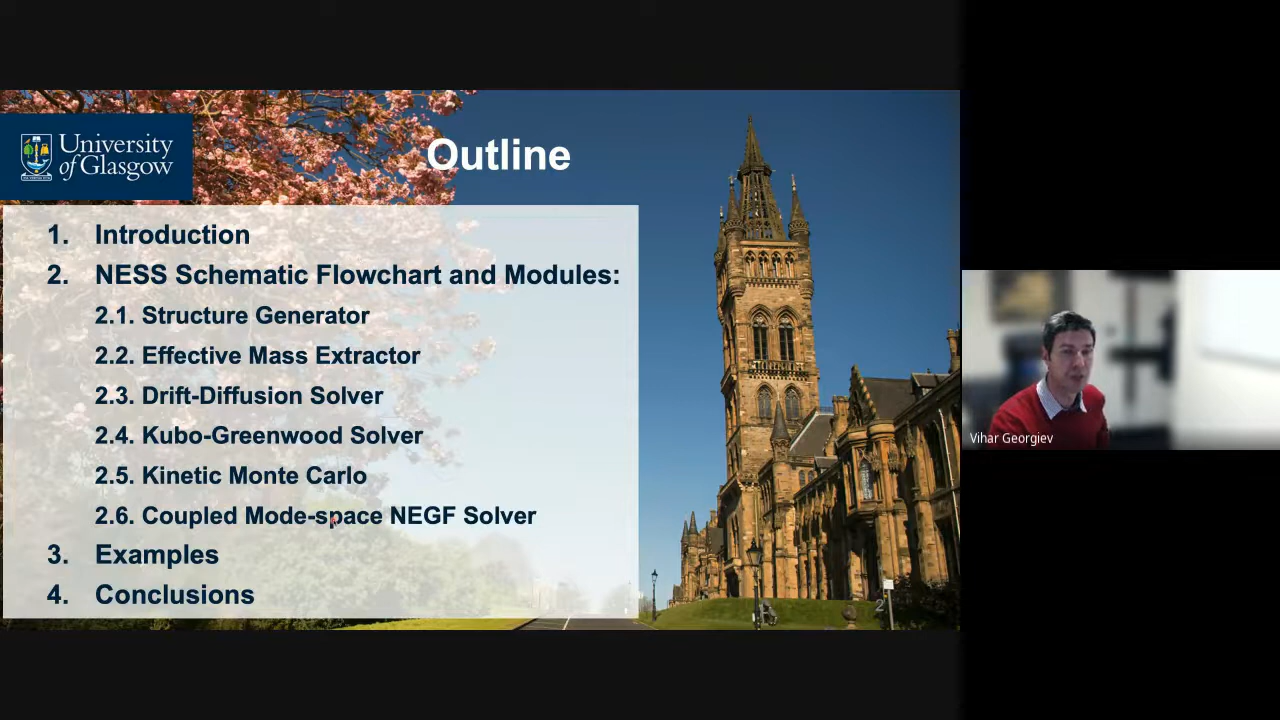 University
of Glasgow
Outline
1. Introduction
2. NESS Schematic Flowchart and Modules:
2.1. Structure Generator
2.2. Effective Mass Extractor
2.3. Drift-Diffusion Solver
2.4. Kubo-Greenwood Solver
2.5. Kinetic Monte Carlo
2.6. Coupled Mode-space NEGF Solver
3. Examples
4. Conclusions
2
Vihar Georgiev